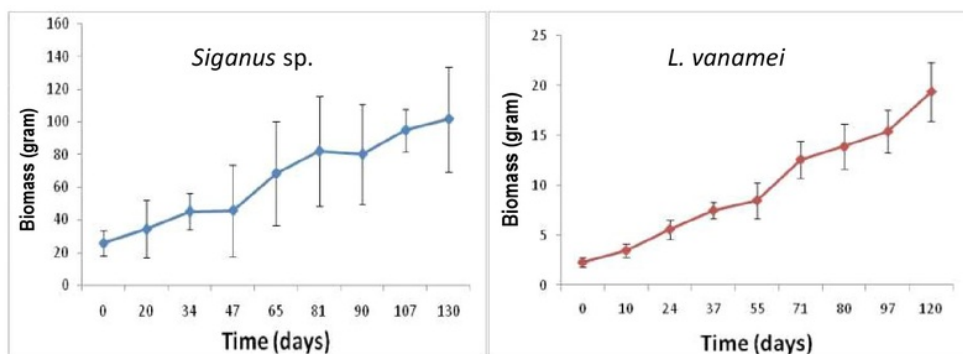 Siganus sp.
Biomass (gram)
160
140
120
100
80
60
40
20
0
0 20 34 47 65 81 90 107 130
Time (days)
L. vanamei
Biomass (gram)
25
20
15
10
5
0
0 10 24 37 55 71 80 97 120
Time (days)